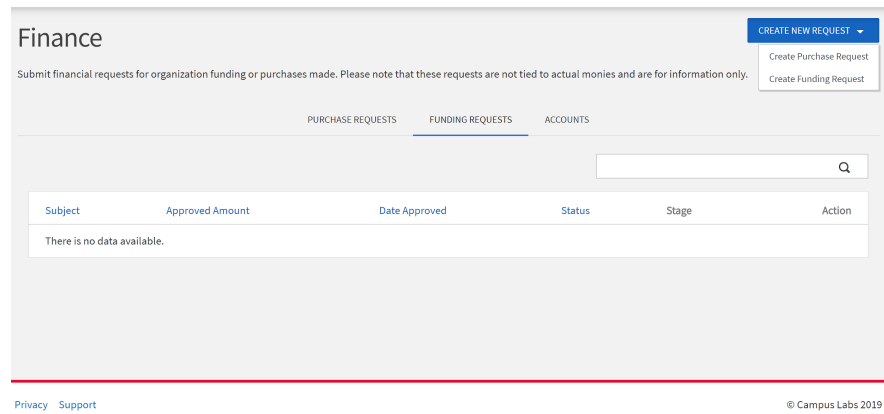 Finance
CREATE NEW REQUEST
Create Purchase Request
Create Funding Request
Submit financial requests for organization funding or purchases made. Please note that these requests are not tied to actual monies and are for information only.
PURCHASE REQUESTS FUNDING REQUESTS ACCOUNTS
Subject Approved Amount Date Approved Status Stage Action
There is no data available.
Privacy Support © Campus Labs 2019